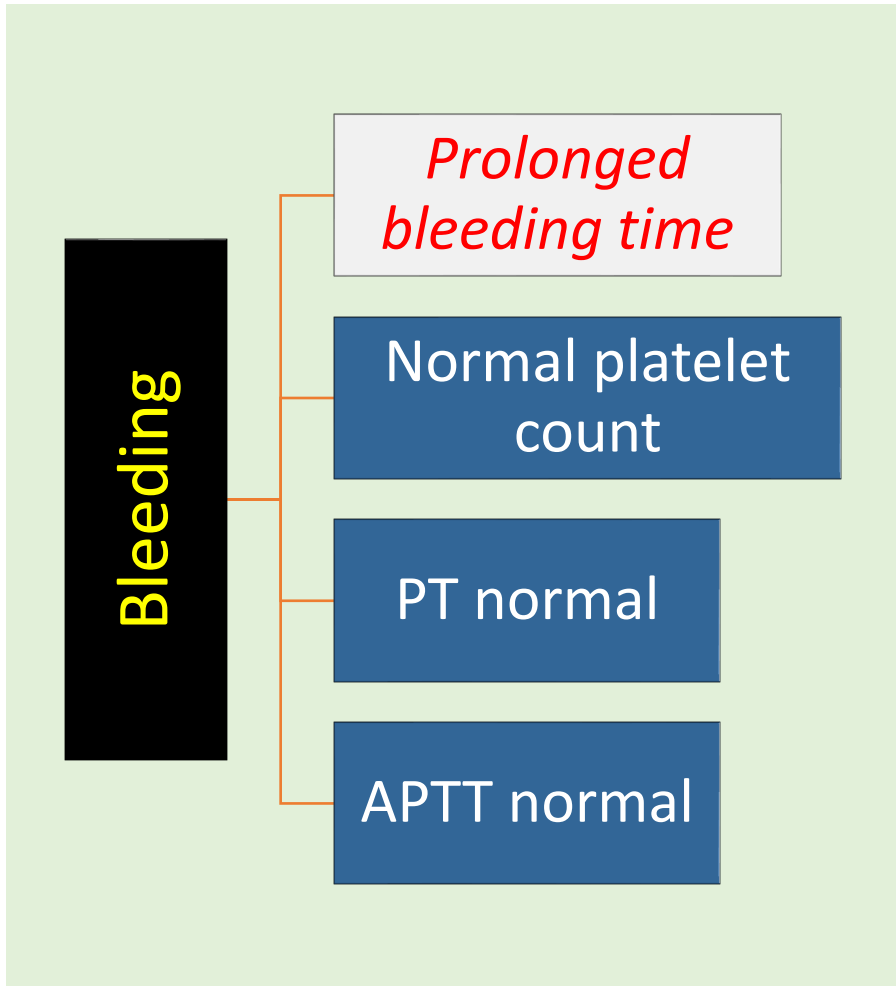 Bleeding
Prolonged
bleeding time
Normal platelet
count
PT normal
APTT normal